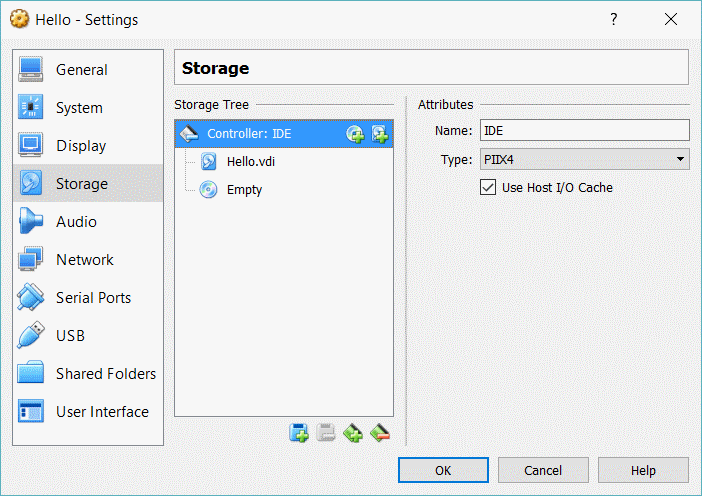 Hello - Settings
?
General
System
Display
Storage
Audio
Network
Serial Ports
USB
Shared Folders
User Interface
Storage
Storage Tree
Controller: IDE
Hello.vdi
Empty
Attributes
Name: IDE
Type: PIIX4
Use Host I/O Cache
OK
Cancel
Help